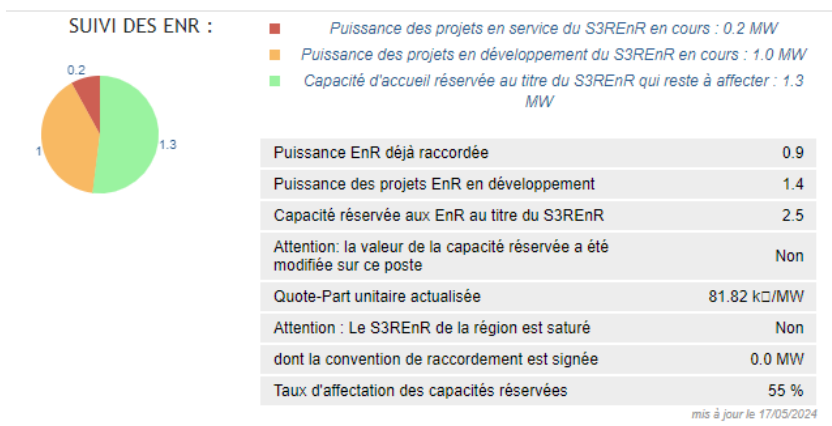 SUIVI DES ENR :
Puissance des projets en service du S3REnR en cours : 0.2 MW
Puissance des projets en développement du S3REnR en cours : 1.0 MW
Capacité d'accueil réservée au titre du S3REnR qui reste à affecter : 1.3
MW
0.2
1
1.3
Puissance EnR déjà raccordée 0.9
Puissance des projets EnR en développement 1.4
Capacité réservée aux EnR au titre du S3REnR 2.5
Attention: la valeur de la capacité réservée a été
modifiée sur ce poste Non
Quote-Part unitaire actualisée 81.82 k□/MW
Attention : Le S3REnR de la région est saturé Non
dont la convention de raccordement est signée 0.0 MW
Taux d'affectation des capacités réservées 55 %
mis à jour le 17/05/2024